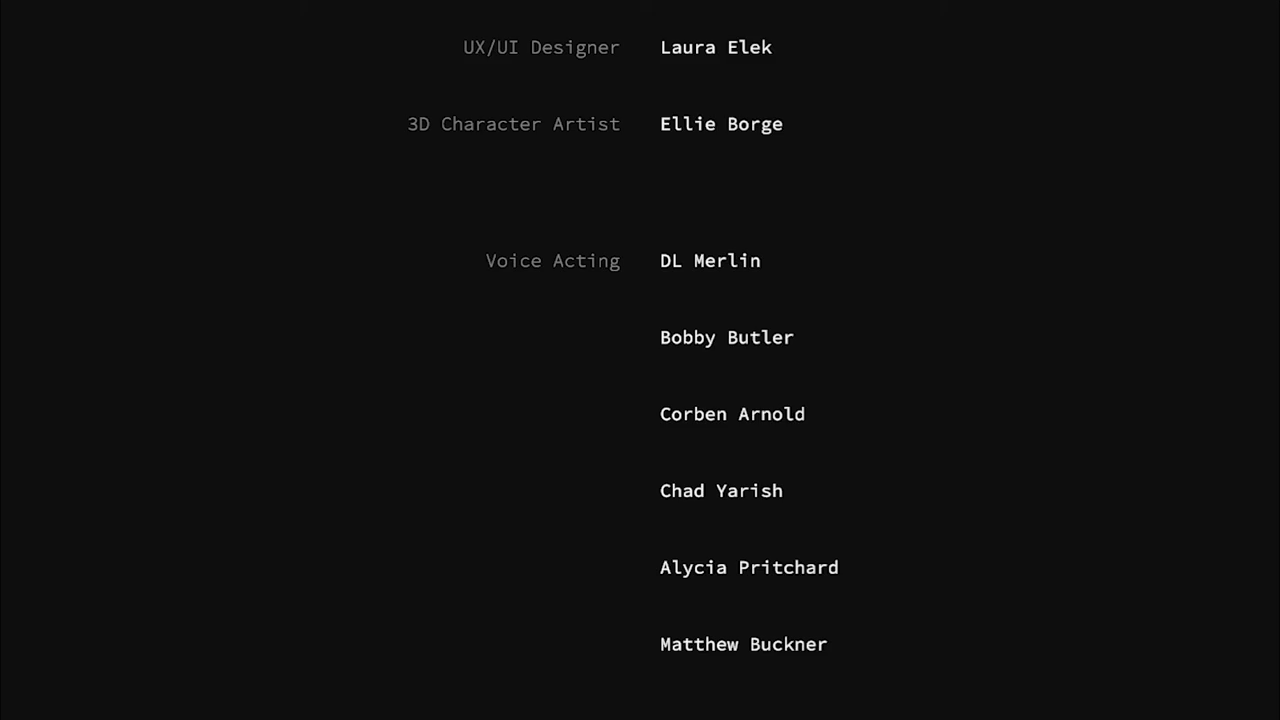 UX/UI Designer Laura Elek
3D Character Artist Ellie Borge
Voice Acting DL Merlin
Bobby Butler
Corben Arnold
Chad Yarish
Alycia Pritchard
Matthew Buckner